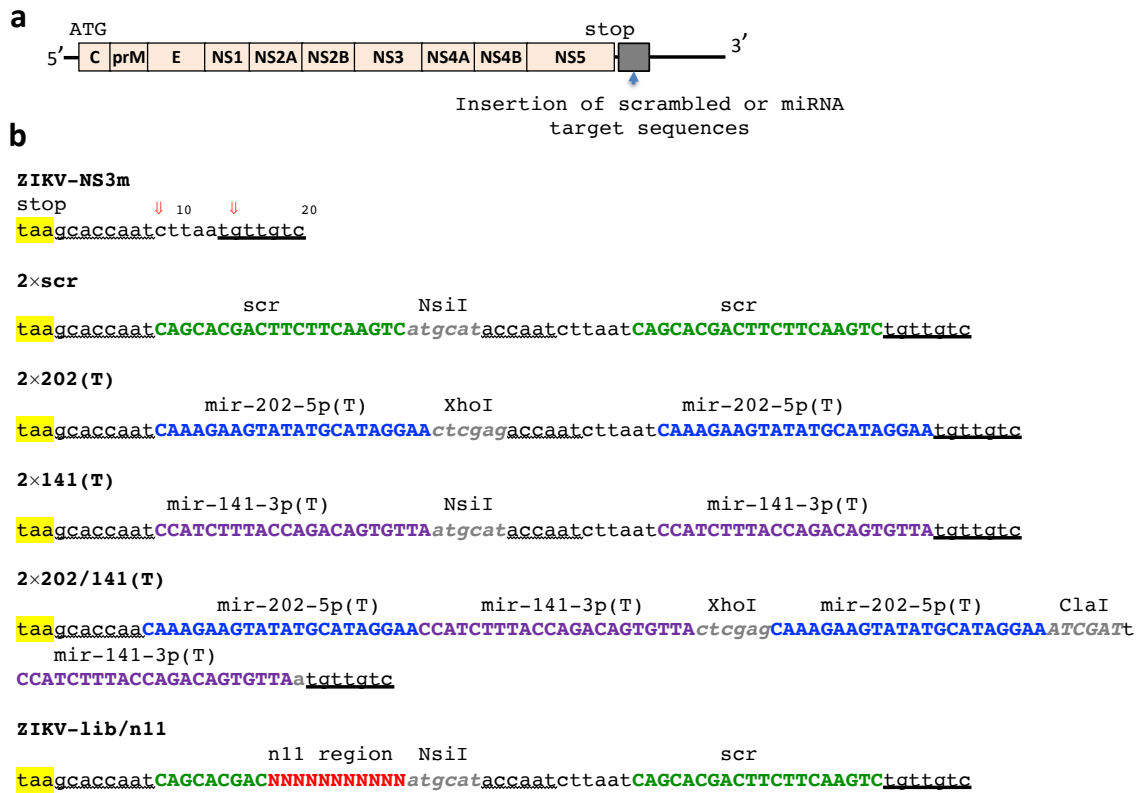 a
ATG stop
5′ C prM E NS1 NS2A NS2B NS3 NS4A NS4B NS5 3′
Insertion of scrambled or miRNA
target sequences
b
ZIKV-NS3m
stop ⇓ 10 ⇓ 20
taagcaccaatcttaatgttgtc
2×scr
scr NsiI scr
taagcaccaatCAGCACGACTTCTTCAAGTCatgcataccaatcttaatCAGCACGACTTCTTCAAGTCtgttgtc
2×202(T)
mir-202-5p(T) XhoI mir-202-5p(T)
taagcaccaatCAAAGAAGTATATGCATAGGAActcgagaccaatcttaatCAAAGAAGTATATGCATAGGAAtgttgtc
2×141(T)
mir-141-3p(T) NsiI mir-141-3p(T)
taagcaccaatCCATCTTTACCAGACAGTGTTAatgcataccaatcttaatCCATCTTTACCAGACAGTGTTAtgttgtc
2×202/141(T)
mir-202-5p(T) mir-141-3p(T) XhoI mir-202-5p(T) ClaI
taagcaccaaCAAAGAAGTATATGCATAGGAACCATCTTTACCAGACAGTGTTActcgagCAAAGAAGTATATGCATAGGAAATCGATt
mir-141-3p(T)
CCATCTTTACCAGACAGTGTTAatgttgtc
ZIKV-lib/n11
n11 region NsiI scr
taagcaccaatCAGCACGACNNNNNNNNNNNatgcataccaatcttaatCAGCACGACTTCTTCAAGTCtgttgtc